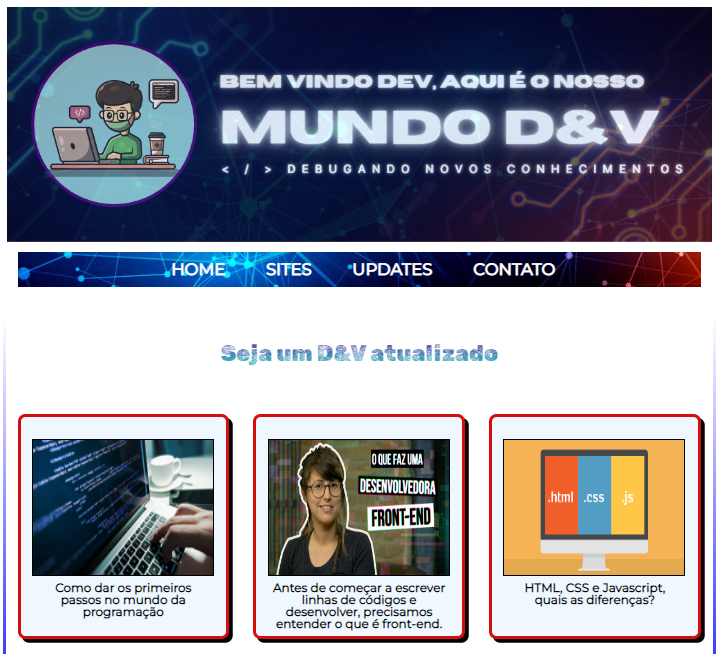 BEM VINDO DEV, AQUI É O NOSSO
MUNDO D&V
< / > DEBUGANDO NOVOS CONHECIMENTOS
</>
HOME SITES UPDATES CONTATO
Seja um D&V atualizado
O QUE FAZ UMA
DESENVOLVEDORA
FRONT-END
.html .css .js
Como dar os primeiros
passos no mundo da
programação
Antes de começar a escrever
linhas de códigos e
desenvolver, precisamos
entender o que é front-end.
HTML, CSS e Javascript,
quais as diferenças?